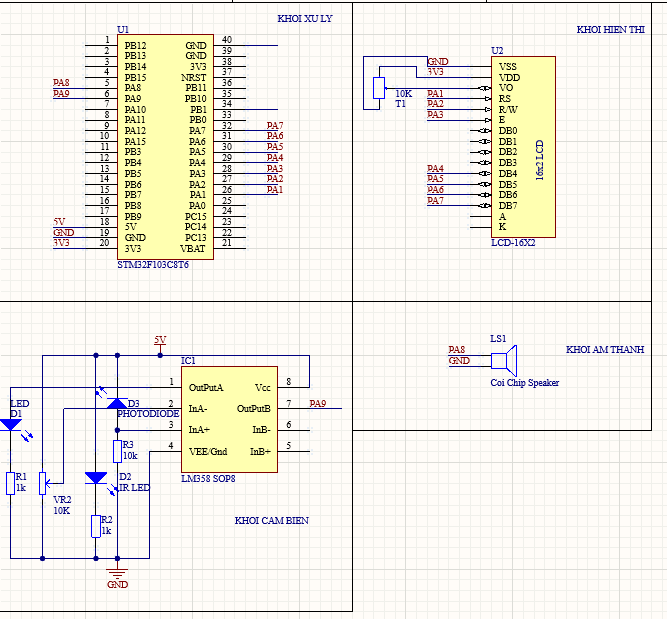 KHOI XU LY
U1
1 PB12 GND 40
2 PB13 GND 39
3 PB14 3V3 38
4 PB15 NRST 37
PA8 5 PA8 PB11 36
PA9 6 PA9 PB10 35
7 PA10 PB1 34
8 PA11 PB0 33
9 PA12 PA7 32 PA7
10 PA15 PA6 31 PA6
11 PB3 PA5 30 PA5
12 PB4 PA4 29 PA4
13 PB5 PA3 28 PA3
14 PB6 PA2 27 PA2
15 PB7 PA1 26 PA1
16 PB8 PA0 25
17 PB9 PC15 24
5V 18 5V PC14 23
GND 19 GND PC13 22
3V3 20 3V3 VBAT 21
STM32F103C8T6
KHOI HIEN THI
U2
GND VSS
3V3 VDD
VO
10K
T1
PA1 RS
PA2 R/W
PA3 E
DB0
DB1
DB2
DB3
PA4 DB4
PA5 DB5
PA6 DB6
PA7 DB7
A
K
16x2 LCD
LCD-16X2
5V
IC1
1 OutPutA Vcc 8
2 InA- OutPutB 7 PA9
3 InA+ InB- 6
4 VEE/Gnd InB+ 5
LM358 SOP8
LED
D1
D3
PHOTODIODE
R3
10k
R1
1k
VR2
10K
D2
IR LED
R2
1k
GND
KHOI CAM BIEN
LS1
PA8
GND
Coi Chip Speaker
KHOI AM THANH